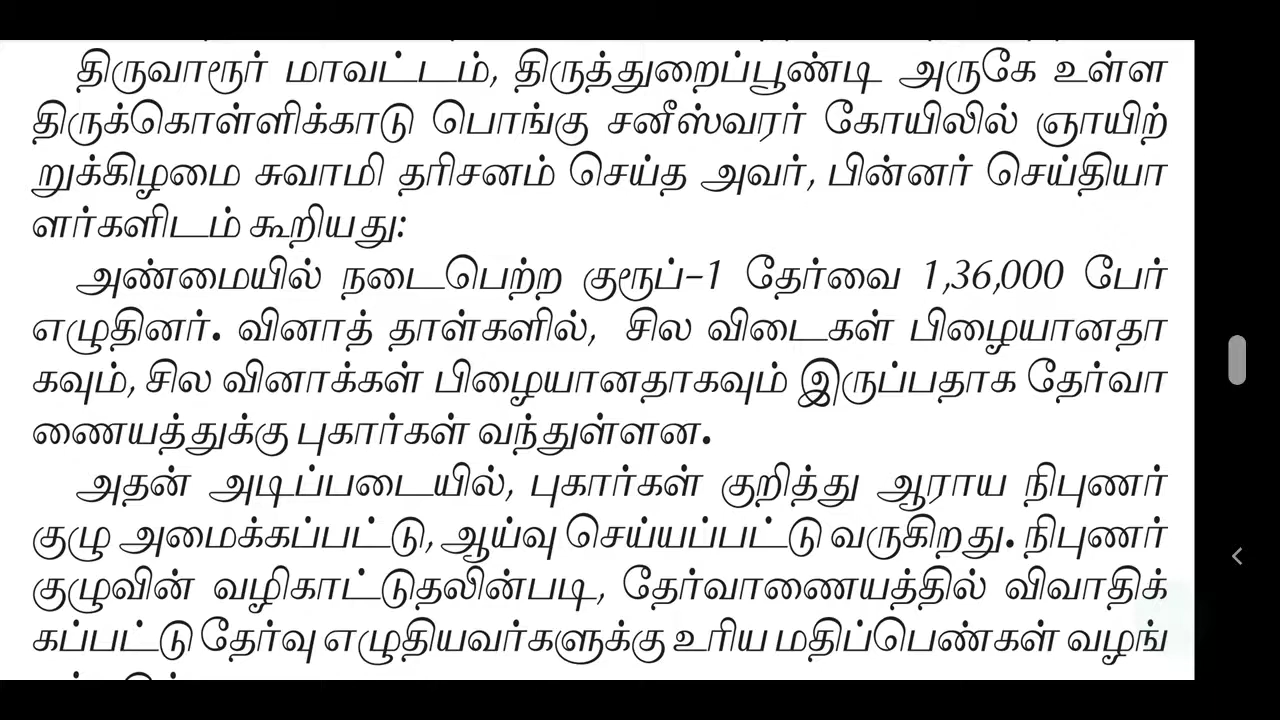 திருவாரூர் மாவட்டம், திருத்துறைப்பூண்டி அருகே உள்ள
திருக்கொள்ளிக்காடு பொங்கு சனீஸ்வரர் கோயிலில் ஞாயிற்
றுக்கிழமை சுவாமி தரிசனம் செய்த அவர், பின்னர் செய்தியா
ளர்களிடம் கூறியது:
அண்மையில் நடைபெற்ற குரூப்-1 தேர்வை 1,36,000 பேர்
எழுதினர். வினாத் தாள்களில், சில விடைகள் பிழையானதா
கவும், சில வினாக்கள் பிழையானதாகவும் இருப்பதாக தேர்வா
ணையத்துக்கு புகார்கள் வந்துள்ளன.
அதன் அடிப்படையில், புகார்கள் குறித்து ஆராய நிபுணர்
குழு அமைக்கப்பட்டு, ஆய்வு செய்யப்பட்டு வருகிறது. நிபுணர்
குழுவின் வழிகாட்டுதலின்படி, தேர்வாணையத்தில் விவாதிக்
கப்பட்டு தேர்வு எழுதியவர்களுக்கு உரிய மதிப்பெண்கள் வழங்